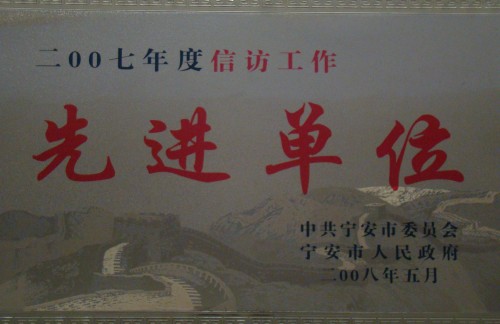 二00七年度信访工作
先进单位
中共宁安市委员会
宁安市人民政府
二00八年五月